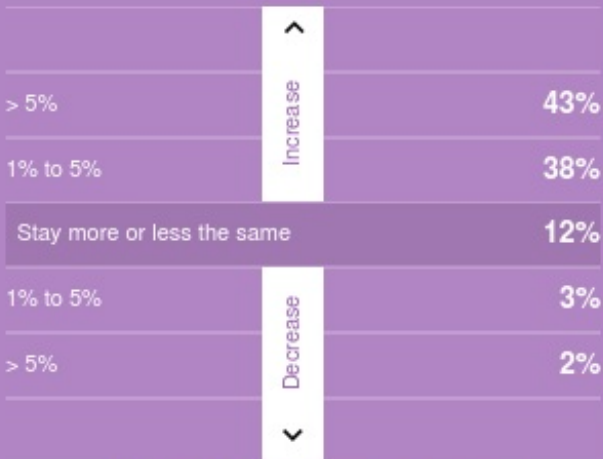 > 5% 43%
Increase
1% to 5% 38%
Stay more or less the same 12%
1% to 5% 3%
Decrease
> 5% 2%